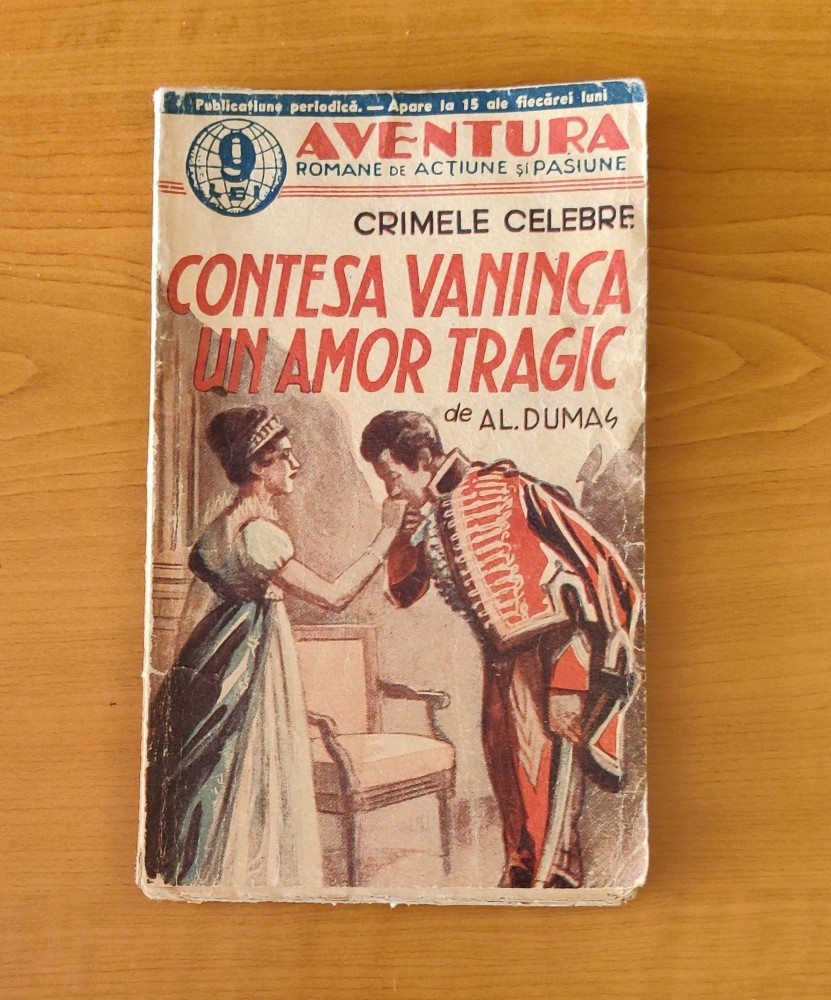 Publicațiune periodică. — Apare la 15 ale fiecărei luni
9
LEI
AVENTURA
ROMANE DE ACȚIUNE ȘI PASIUNE
CRIMELE CELEBRE
CONTESA VANINCA
UN AMOR TRAGIC
de AL. DUMAS